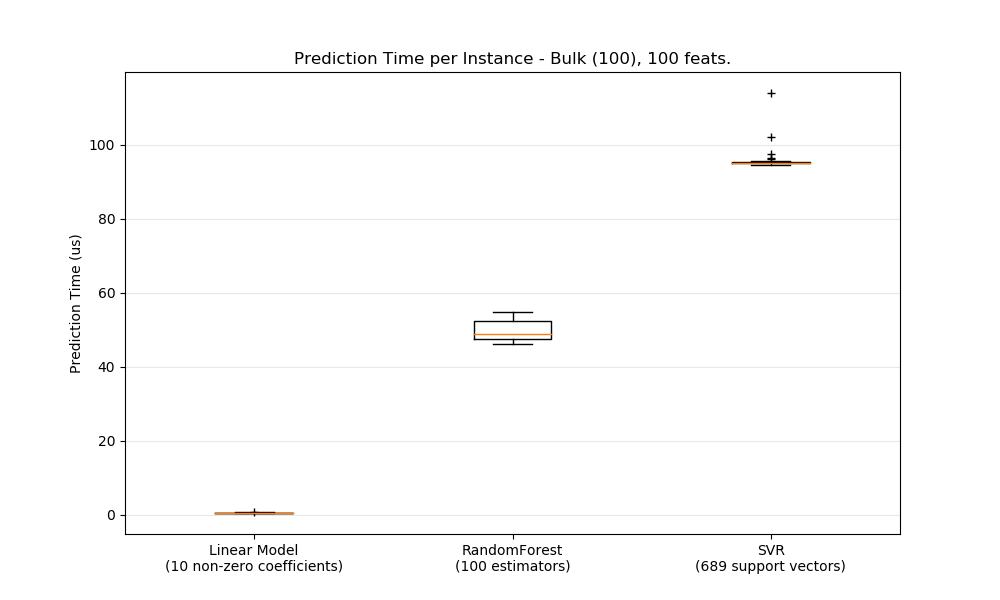 Prediction Time per Instance - Bulk (100), 100 feats.
Prediction Time (us)
100
80
60
40
20
0
Linear Model
(10 non-zero coefficients)
RandomForest
(100 estimators)
SVR
(689 support vectors)